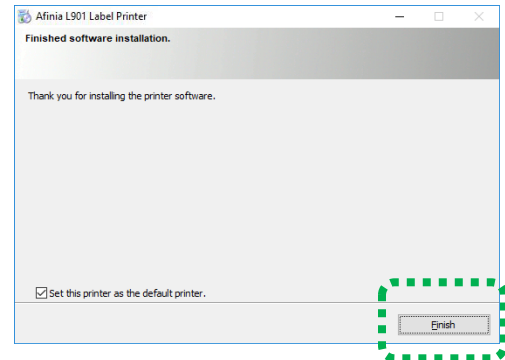 Afinia L901 Label Printer
Finished software installation.
Thank you for installing the printer software.
Set this printer as the default printer.
Finish